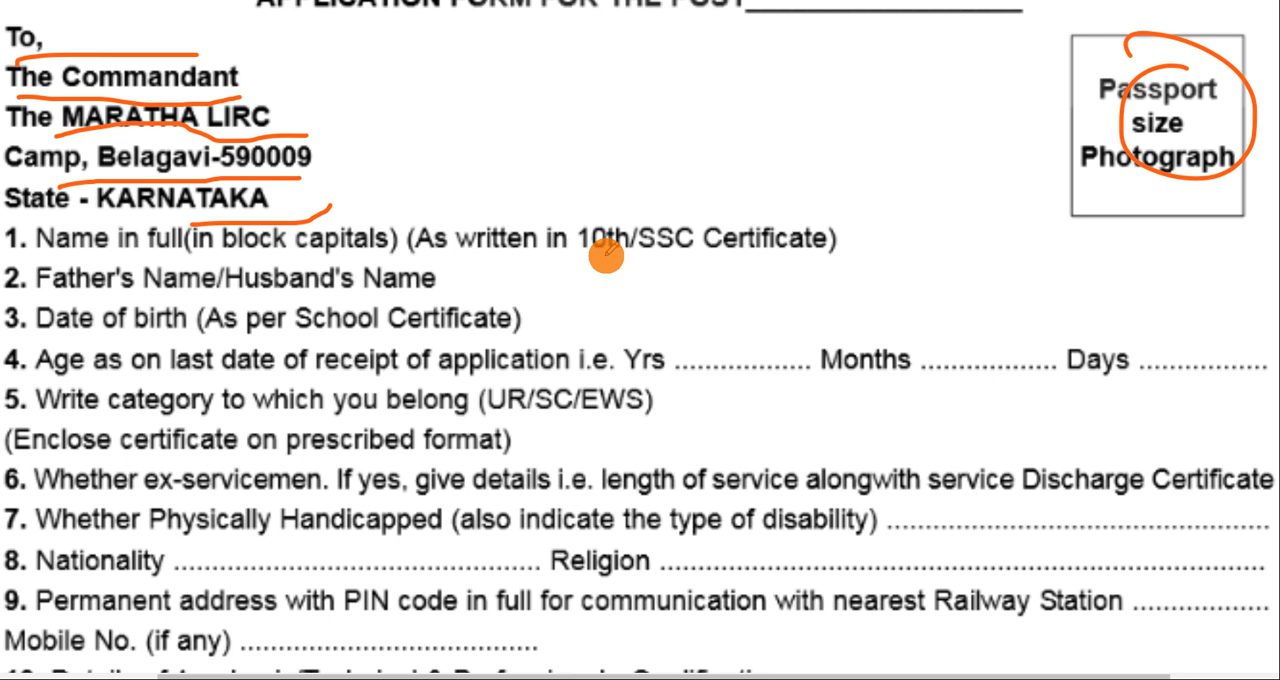 APPLICATION FORM FOR THE POST____________________
To,
The Commandant
The MARATHA LIRC
Camp, Belagavi-590009
State - KARNATAKA
Passport
size
Photograph
1. Name in full(in block capitals) (As written in 10th/SSC Certificate)
2. Father's Name/Husband's Name
3. Date of birth (As per School Certificate)
4. Age as on last date of receipt of application i.e. Yrs ................ Months ................ Days ...............
5. Write category to which you belong (UR/SC/EWS)
(Enclose certificate on prescribed format)
6. Whether ex-servicemen. If yes, give details i.e. length of service alongwith service Discharge Certificate
7. Whether Physically Handicapped (also indicate the type of disability) .............................................
8. Nationality ........................................... Religion .......................................................................
9. Permanent address with PIN code in full for communication with nearest Railway Station ................
Mobile No. (if any) ...................................